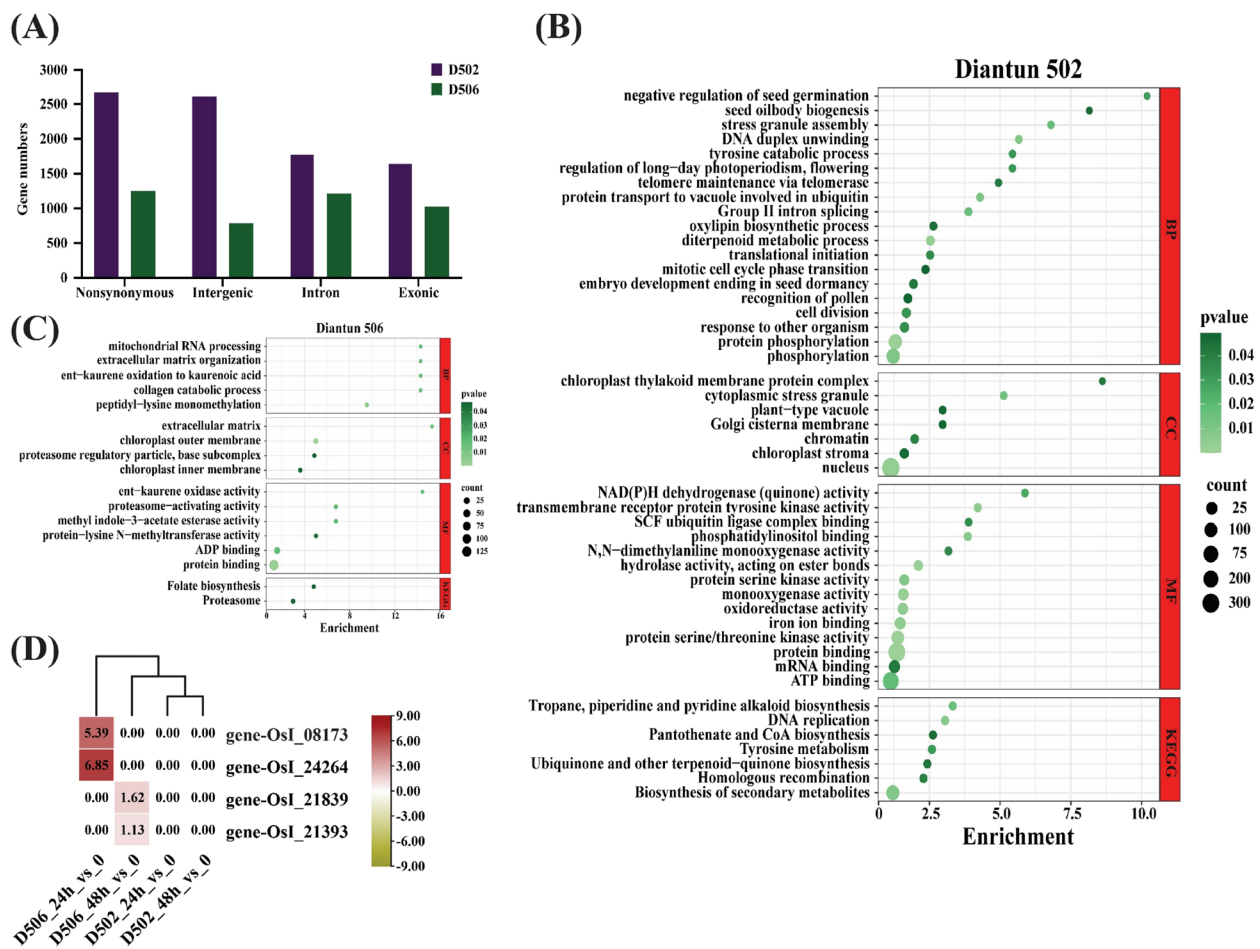 (A)
D502
D506
3000
2500
2000
1500
1000
500
0
Gene numbers
Nonsynonymous
Intergenic
Intron
Exonic
(B)
Diantun 502
negative regulation of seed germination
seed oilbody biogenesis
stress granule assembly
DNA duplex unwinding
tyrosine catabolic process
regulation of long−day photoperiodism, flowering
telomere maintenance via telomerase
protein transport to vacuole involved in ubiquitin
Group II intron splicing
oxylipin biosynthetic process
diterpenoid metabolic process
translational initiation
mitotic cell cycle phase transition
embryo development ending in seed dormancy
recognition of pollen
cell division
response to other organism
protein phosphorylation
phosphorylation
BP
chloroplast thylakoid membrane protein complex
cytoplasmic stress granule
plant−type vacuole
Golgi cisterna membrane
chromatin
chloroplast stroma
nucleus
CC
NAD(P)H dehydrogenase (quinone) activity
transmembrane receptor protein tyrosine kinase activity
SCF ubiquitin ligase complex binding
phosphatidylinositol binding
N,N−dimethylaniline monooxygenase activity
hydrolase activity, acting on ester bonds
protein serine kinase activity
monooxygenase activity
oxidoreductase activity
iron ion binding
protein serine/threonine kinase activity
protein binding
mRNA binding
ATP binding
MF
Tropane, piperidine and pyridine alkaloid biosynthesis
DNA replication
Pantothenate and CoA biosynthesis
Tyrosine metabolism
Ubiquinone and other terpenoid−quinone biosynthesis
Homologous recombination
Biosynthesis of secondary metabolites
KEGG
0 2.5 5.0 7.5 10.0
Enrichment
pvalue
0.04
0.03
0.02
0.01
count
25
100
75
200
300
(C)
Diantun 506
mitochondrial RNA processing
extracellular matrix organization
ent−kaurene oxidation to kaurenoic acid
collagen catabolic process
peptidyl−lysine monomethylation
BP
extracellular matrix
chloroplast outer membrane
proteasome regulatory particle, base subcomplex
chloroplast inner membrane
CC
ent−kaurene oxidase activity
proteasome−activating activity
methyl indole−3−acetate esterase activity
protein−lysine N−methyltransferase activity
ADP binding
protein binding
MF
Folate biosynthesis
Proteasome
KEGG
0 4 8 12 16
Enrichment
pvalue
0.04
0.03
0.02
0.01
count
25
50
75
100
125
(D)
5.39 0.00 0.00 0.00 gene-OsI_08173
6.85 0.00 0.00 0.00 gene-OsI_24264
0.00 1.62 0.00 0.00 gene-OsI_21839
0.00 1.13 0.00 0.00 gene-OsI_21393
D506_24h_vs_0
D506_48h_vs_0
D502_24h_vs_0
D502_48h_vs_0
9.00
6.00
3.00
0.00
-3.00
-6.00
-9.00